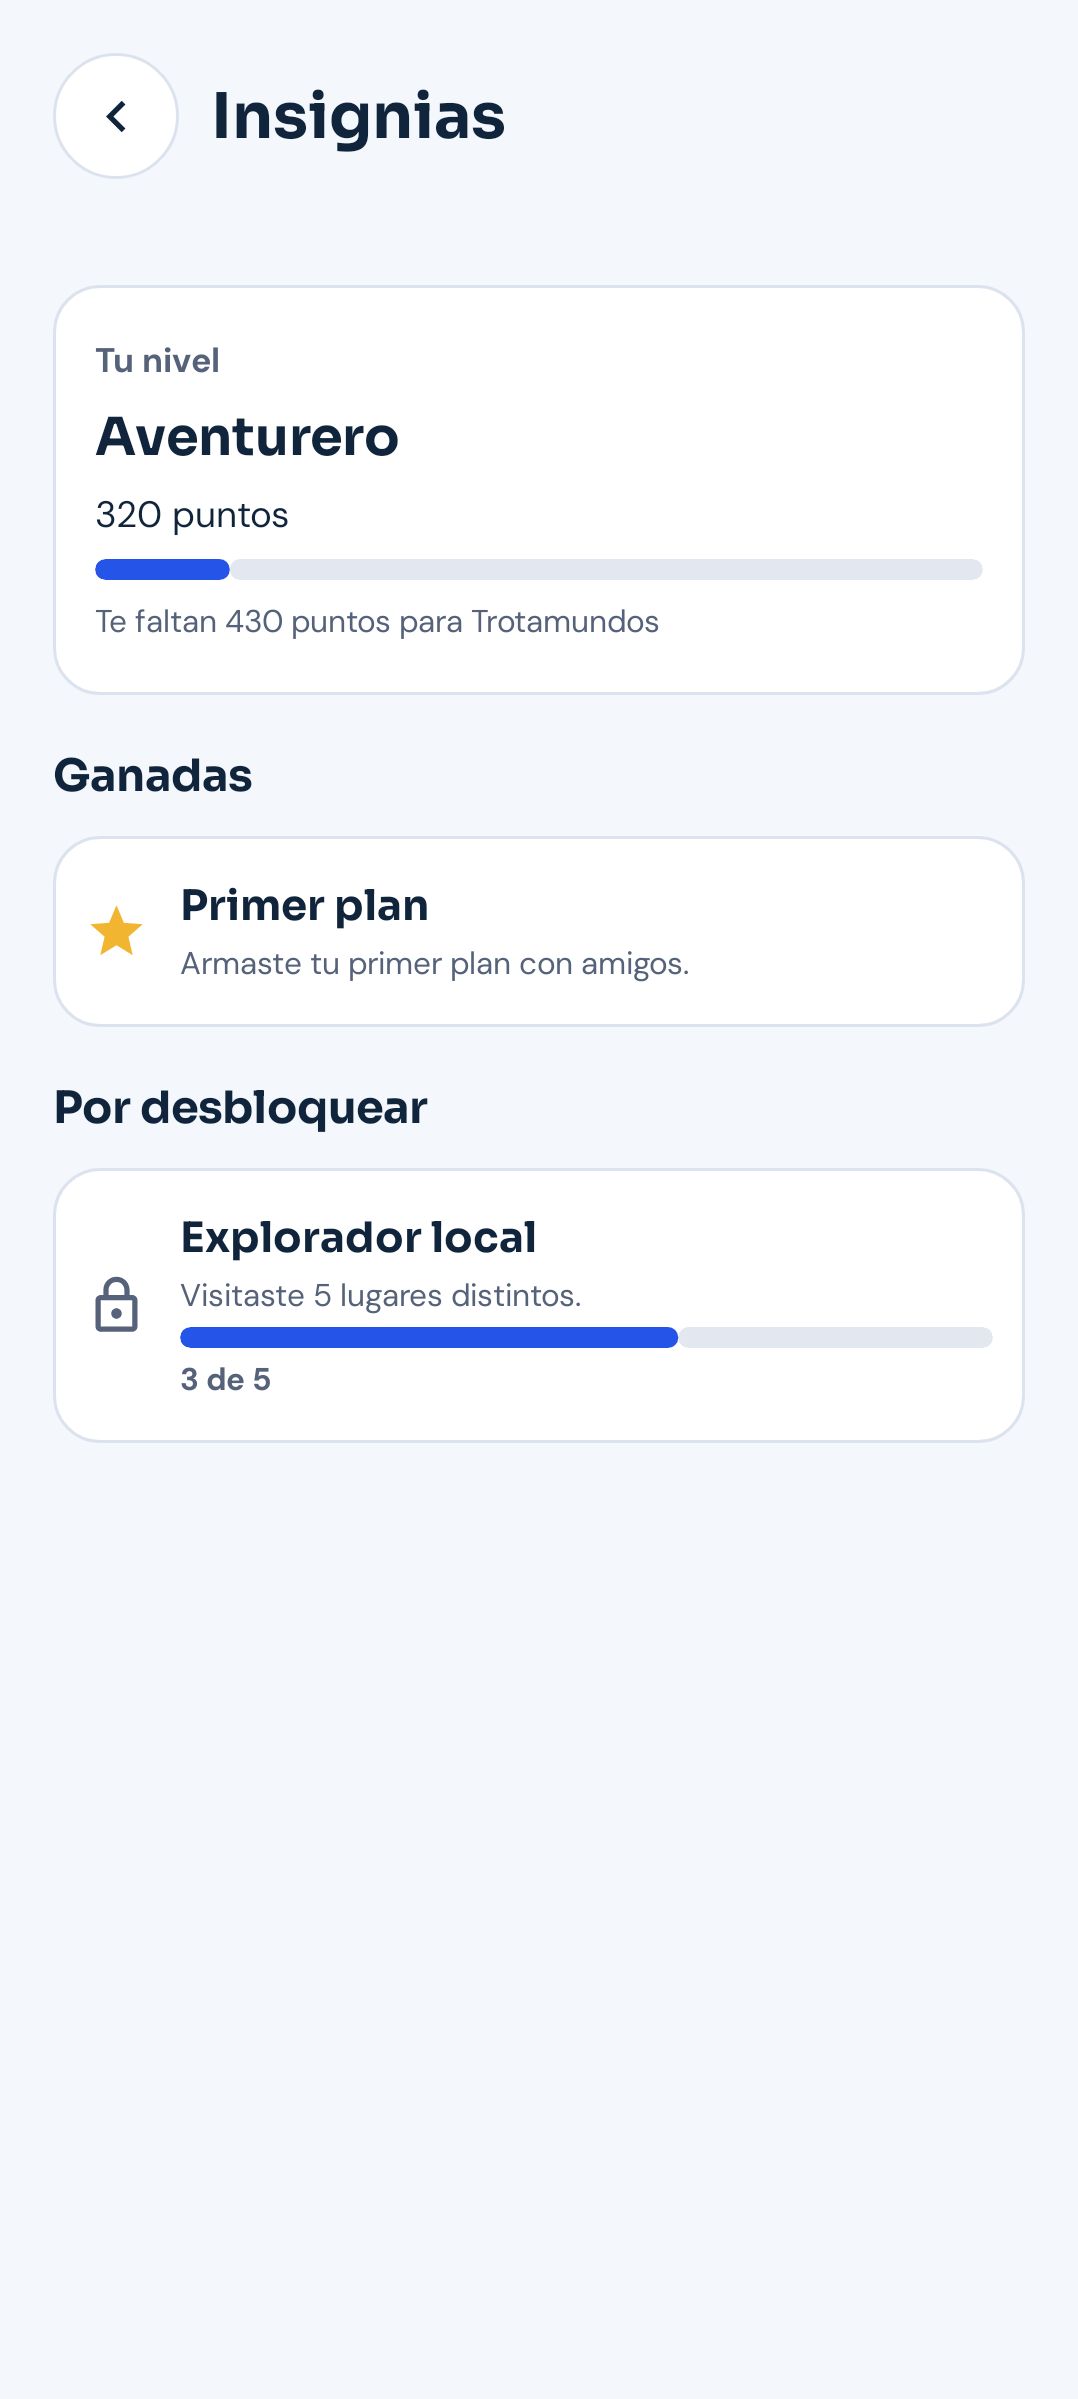 Insignias
Tu nivel
Aventurero
320 puntos
Te faltan 430 puntos para Trotamundos
Ganadas
Primer plan
Armaste tu primer plan con amigos.
Por desbloquear
Explorador local
Visitaste 5 lugares distintos.
3 de 5